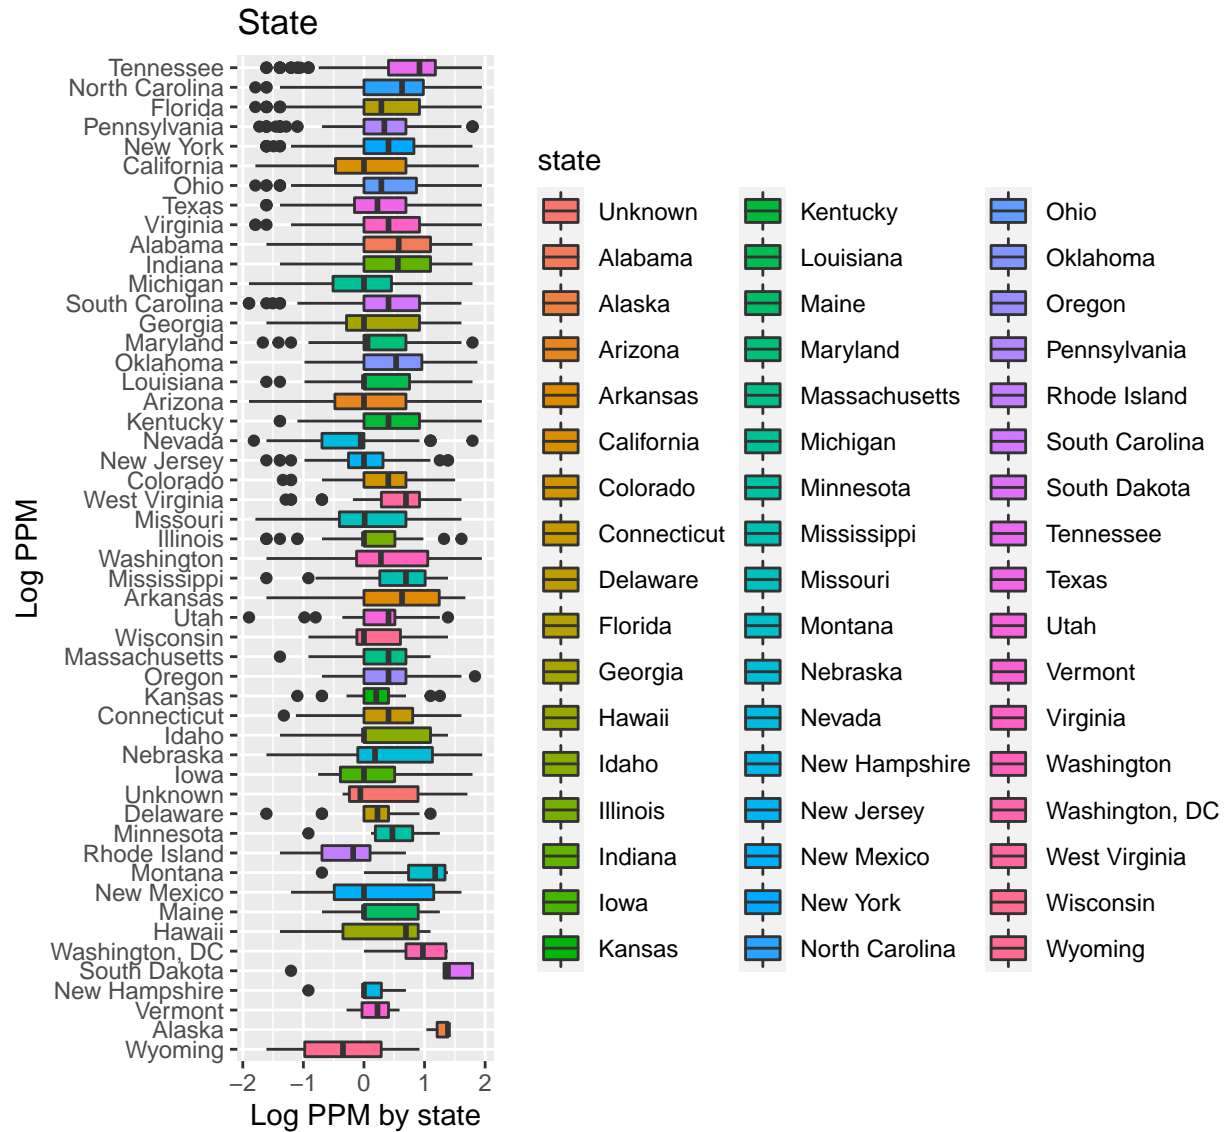 State
Tennessee
North Carolina
Florida
Pennsylvania
New York
California
Ohio
Texas
Virginia
Alabama
Indiana
Michigan
South Carolina
Georgia
Maryland
Oklahoma
Louisiana
Arizona
Kentucky
Nevada
New Jersey
Colorado
West Virginia
Missouri
Illinois
Washington
Mississippi
Arkansas
Utah
Wisconsin
Massachusetts
Oregon
Kansas
Connecticut
Idaho
Nebraska
Iowa
Unknown
Delaware
Minnesota
Rhode Island
Montana
New Mexico
Maine
Hawaii
Washington, DC
South Dakota
New Hampshire
Vermont
Alaska
Wyoming
Log PPM
−2 −1 0 1 2
Log PPM by state
state
Unknown
Alabama
Alaska
Arizona
Arkansas
California
Colorado
Connecticut
Delaware
Florida
Georgia
Hawaii
Idaho
Illinois
Indiana
Iowa
Kansas
Kentucky
Louisiana
Maine
Maryland
Massachusetts
Michigan
Minnesota
Mississippi
Missouri
Montana
Nebraska
Nevada
New Hampshire
New Jersey
New Mexico
New York
North Carolina
Ohio
Oklahoma
Oregon
Pennsylvania
Rhode Island
South Carolina
South Dakota
Tennessee
Texas
Utah
Vermont
Virginia
Washington
Washington, DC
West Virginia
Wisconsin
Wyoming